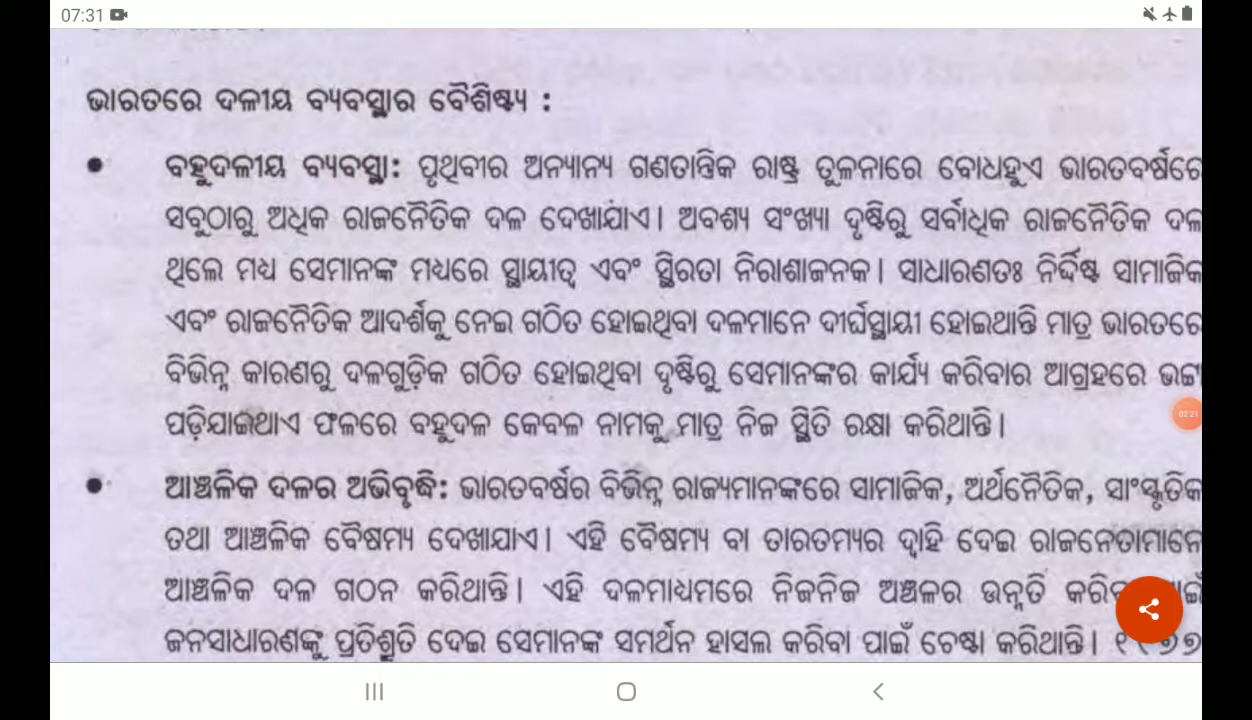 07:31
ଭାରତରେ ଦଳୀୟ ବ୍ୟବସ୍ଥାର ବୈଶିଷ୍ଟ୍ୟ :
● ବହୁଦଳୀୟ ବ୍ୟବସ୍ଥା: ପୃଥିବୀର ଅନ୍ୟାନ୍ୟ ଗଣତାନ୍ତ୍ରିକ ରାଷ୍ଟ୍ର ତୁଳନାରେ ବୋଧହୁଏ ଭାରତବର୍ଷରେ
ସବୁଠାରୁ ଅଧିକ ରାଜନୈତିକ ଦଳ ଦେଖାଯାଏ। ଅବଶ୍ୟ ସଂଖ୍ୟା ଦୃଷ୍ଟିରୁ ସର୍ବାଧିକ ରାଜନୈତିକ ଦଳ
ଥିଲେ ମଧ୍ୟ ସେମାନଙ୍କ ମଧ୍ୟରେ ସ୍ଥାୟୀତ୍ୱ ଏବଂ ସ୍ଥିରତା ନିରାଶାଜନକ। ସାଧାରଣତଃ ନିର୍ଦ୍ଦିଷ୍ଟ ସାମାଜିକ
ଏବଂ ରାଜନୈତିକ ଆଦର୍ଶକୁ ନେଇ ଗଠିତ ହୋଇଥିବା ଦଳମାନେ ଦୀର୍ଘସ୍ଥାୟୀ ହୋଇଥାନ୍ତି ମାତ୍ର ଭାରତରେ
ବିଭିନ୍ନ କାରଣରୁ ଦଳଗୁଡ଼ିକ ଗଠିତ ହୋଇଥିବା ଦୃଷ୍ଟିରୁ ସେମାନଙ୍କର କାର୍ଯ୍ୟ କରିବାର ଆଗ୍ରହରେ ଭଟ୍ଟା
ପଡ଼ିଯାଇଥାଏ ଫଳରେ ବହୁଦଳ କେବଳ ନାମକୁ ମାତ୍ର ନିଜ ସ୍ଥିତି ରକ୍ଷା କରିଥାନ୍ତି।
02:21
● ଆଞ୍ଚଳିକ ଦଳର ଅଭିବୃଦ୍ଧି: ଭାରତବର୍ଷର ବିଭିନ୍ନ ରାଜ୍ୟମାନଙ୍କରେ ସାମାଜିକ, ଅର୍ଥନୈତିକ, ସାଂସ୍କୃତିକ
ତଥା ଆଞ୍ଚଳିକ ବୈଷମ୍ୟ ଦେଖାଯାଏ। ଏହି ବୈଷମ୍ୟ ବା ତାରତମ୍ୟର ଦ୍ୱାହି ଦେଇ ରାଜନେତାମାନେ
ଆଞ୍ଚଳିକ ଦଳ ଗଠନ କରିଥାନ୍ତି। ଏହି ଦଳମାଧ୍ୟମରେ ନିଜନିଜ ଅଞ୍ଚଳର ଉନ୍ନତି
ଜନସାଧାରଣଙ୍କୁ ପ୍ରତିଶ୍ରୁତି ଦେଇ ସେମାନଙ୍କ ସମର୍ଥନ ହାସଲ କରିବା ପାଇଁ ଚେଷ୍ଟା କରିଥାନ୍ତି।